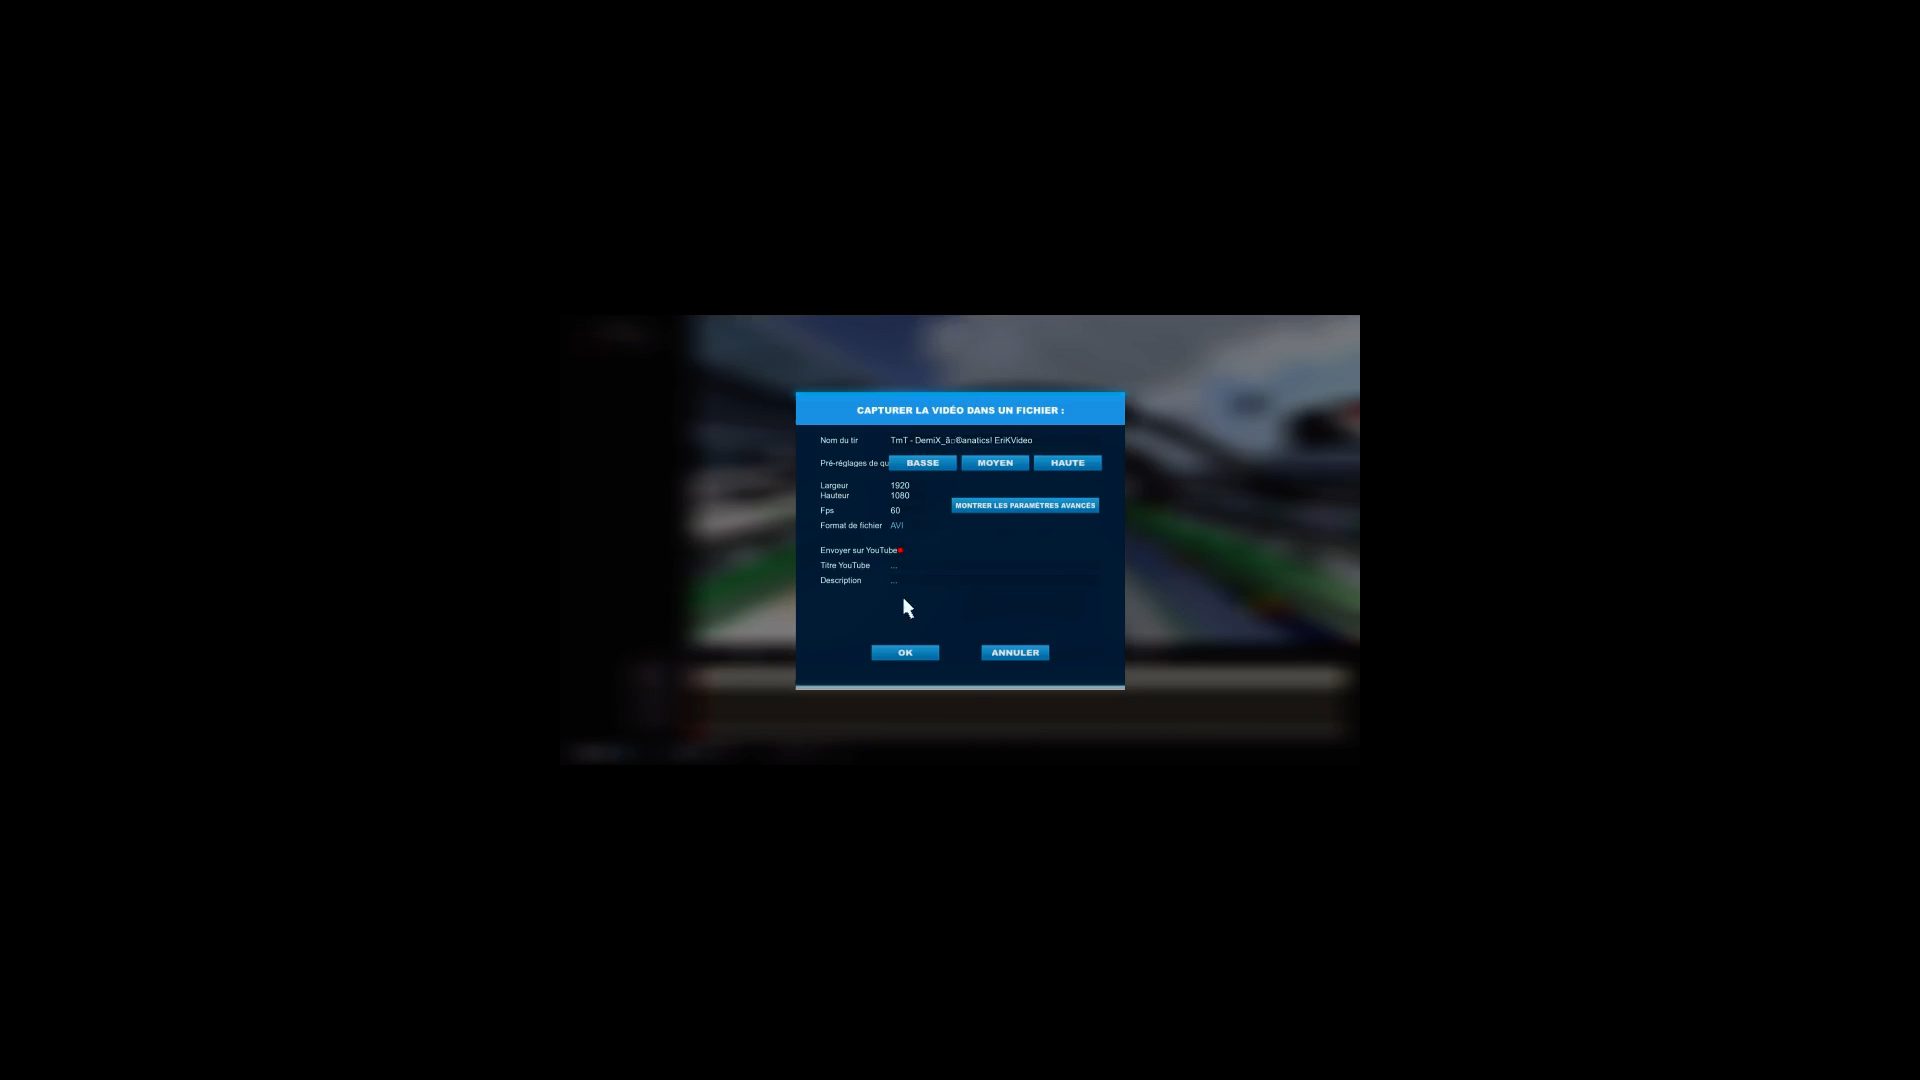 CAPTURER LA VIDÉO DANS UN FICHIER :
Nom du tir TmT - DemiX_ã□®anatics! EriKVideo
Pré-réglages de qu BASSE MOYEN HAUTE
Largeur 1920
Hauteur 1080
MONTRER LES PARAMÈTRES AVANCÉS
Fps 60
Format de fichier AVI
Envoyer sur YouTube
Titre YouTube ...
Description ...
OK ANNULER